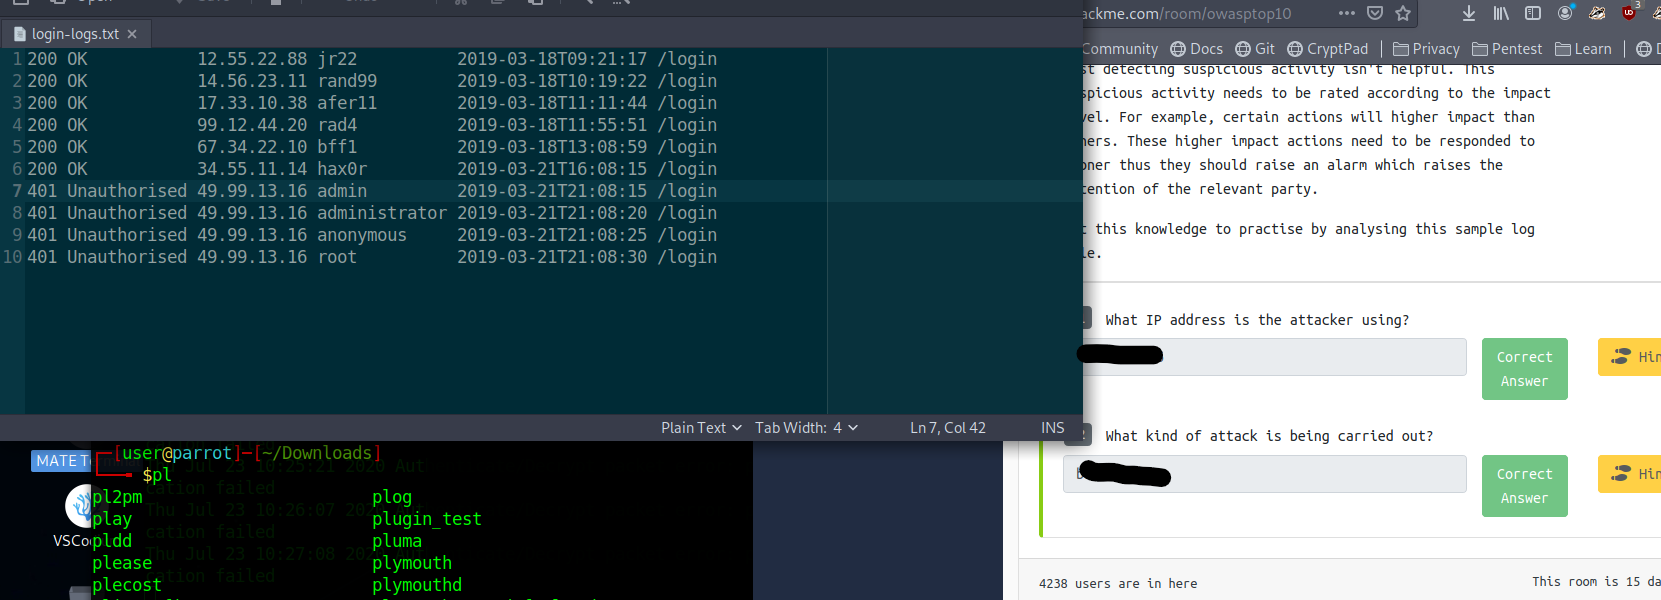 Open
Save
login-logs.txt ×
1 200 OK 12.55.22.88 jr22 2019-03-18T09:21:17 /login
2 200 OK 14.56.23.11 rand99 2019-03-18T10:19:22 /login
3 200 OK 17.33.10.38 afer11 2019-03-18T11:11:44 /login
4 200 OK 99.12.44.20 rad4 2019-03-18T11:55:51 /login
5 200 OK 67.34.22.10 bff1 2019-03-18T13:08:59 /login
6 200 OK 34.55.11.14 hax0r 2019-03-21T16:08:15 /login
7 401 Unauthorised 49.99.13.16 admin 2019-03-21T21:08:15 /login
8 401 Unauthorised 49.99.13.16 administrator 2019-03-21T21:08:20 /login
9 401 Unauthorised 49.99.13.16 anonymous 2019-03-21T21:08:25 /login
10 401 Unauthorised 49.99.13.16 root 2019-03-21T21:08:30 /login
Plain Text Tab Width: 4 Ln 7, Col 42 INS
MATE T
VSCo
┌─[user@parrot]─[~/Downloads]
└──╼ $pl
pl2pm plog
play plugin_test
pldd pluma
please plymouth
plecost plymouthd
Thu Jul 23 10:25:21 2020 Aut
cation failed
Thu Jul 23 10:26:07 20
cation failed
Thu Jul 23 10:27:08 20
cation failed
ackme.com/room/owasptop10
3
Community Docs Git CryptPad Privacy Pentest Learn
st detecting suspicious activity isn't helpful. This
spicious activity needs to be rated according to the impact
vel. For example, certain actions will higher impact than
hers. These higher impact actions need to be responded to
oner thus they should raise an alarm which raises the
tention of the relevant party.
t this knowledge to practise by analysing this sample log
le.
What IP address is the attacker using?
Correct Answer
Hin
What kind of attack is being carried out?
Correct Answer
Hin
4238 users are in here
This room is 15 da